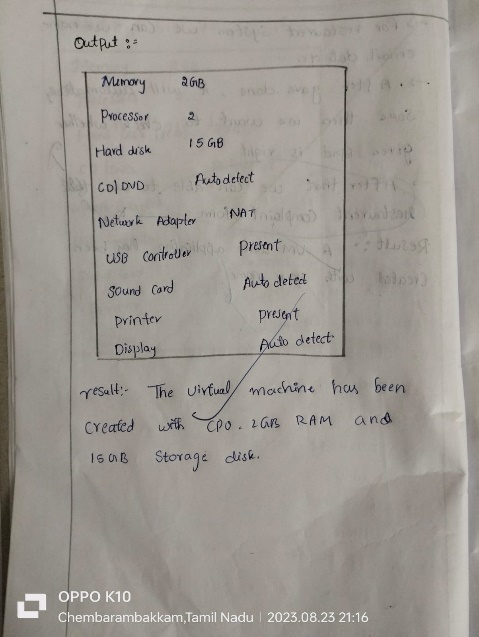 Output :-
Memory 2GB
Processor 2
Hard disk 15GB
CD/DVD Auto detect
Network Adapter NAT
USB Controller present
Sound Card Auto detect
printer present
Display Auto detect
result:- The virtual machine has been
Created with CPU. 2GB RAM and
15GB Storage disk.
OPPO K10
Chembarambakkam,Tamil Nadu | 2023.08.23 21:16